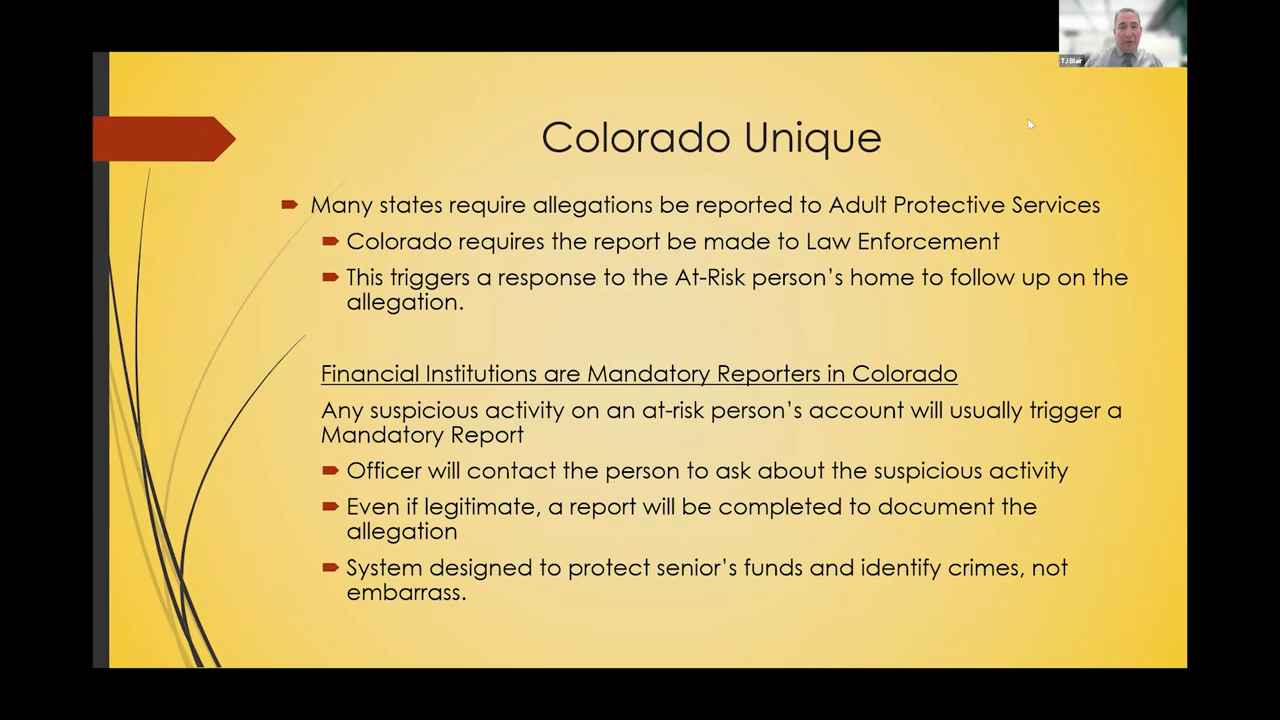 TJ Blair
Colorado Unique
Many states require allegations be reported to Adult Protective Services
Colorado requires the report be made to Law Enforcement
This triggers a response to the At-Risk person’s home to follow up on the
allegation.
Financial Institutions are Mandatory Reporters in Colorado
Any suspicious activity on an at-risk person’s account will usually trigger a
Mandatory Report
Officer will contact the person to ask about the suspicious activity
Even if legitimate, a report will be completed to document the
allegation
System designed to protect senior’s funds and identify crimes, not
embarrass.